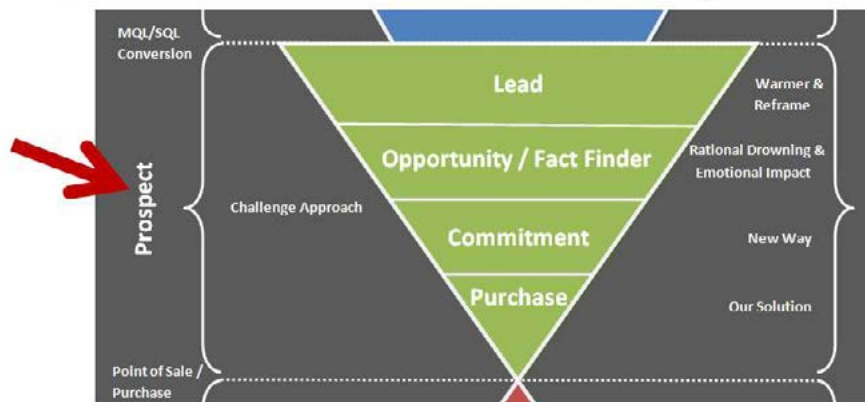 MQL/SQL
Conversion
Lead
Warmer &
Reframe
Opportunity / Fact Finder
Rational Drowning &
Emotional Impact
Prospect
Challenge Approach
Commitment
New Way
Purchase
Our Solution
Point of Sale /
Purchase